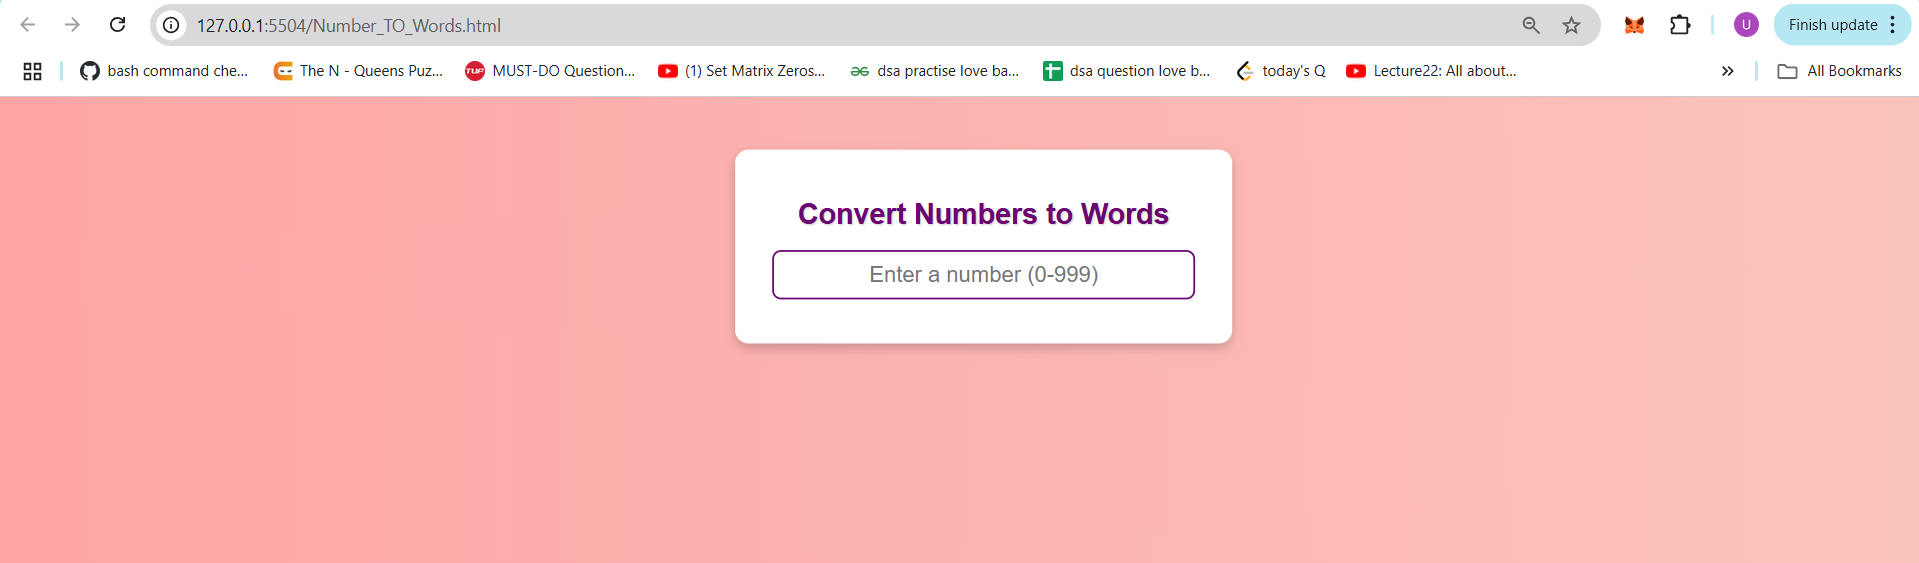 127.0.0.1:5504/Number_TO_Words.html
U
Finish update
bash command che...
The N - Queens Puz...
TUF
MUST-DO Question...
(1) Set Matrix Zeros...
dsa practise love ba...
dsa question love b...
today's Q
Lecture22: All about...
All Bookmarks
Convert Numbers to Words
Enter a number (0-999)